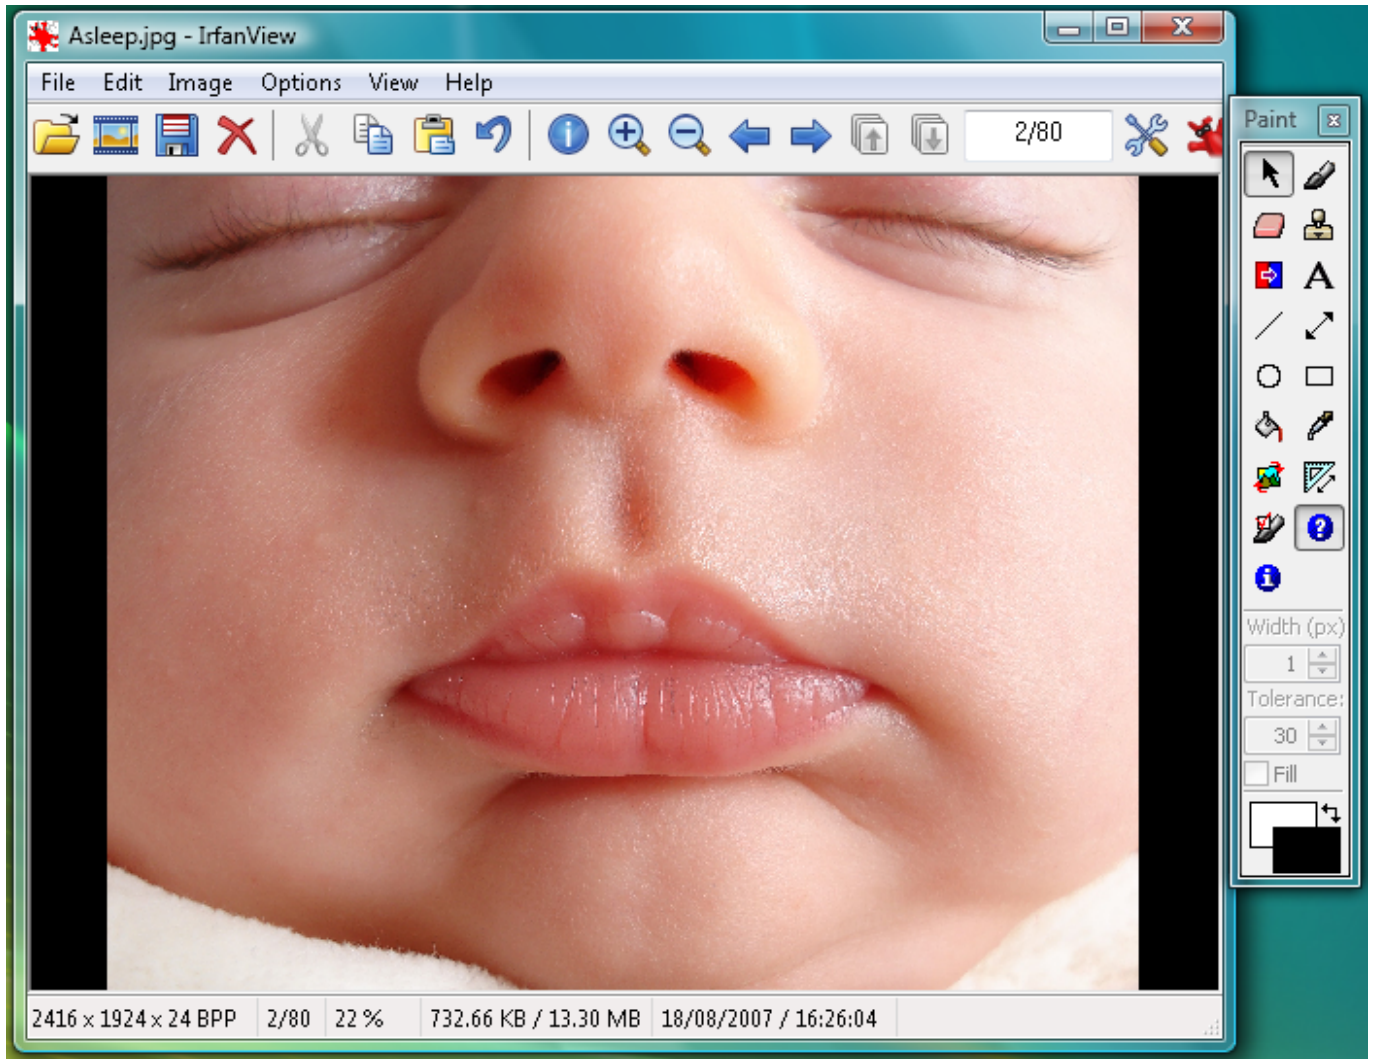 Asleep.jpg - IrfanView
File Edit Image Options View Help
2/80
Paint
A
Width (px)
1
Tolerance:
30
Fill
2416 x 1924 x 24 BPP 2/80 22 % 732.66 KB / 13.30 MB 18/08/2007 / 16:26:04